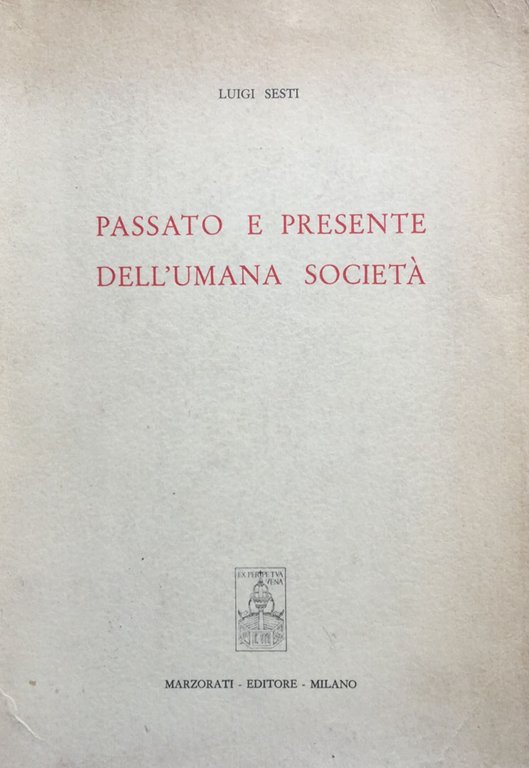 LUIGI SESTI
PASSATO E PRESENTE
DELL'UMANA SOCIETÀ
EX PERPETVA
VENA
MARZORATI - EDITORE - MILANO